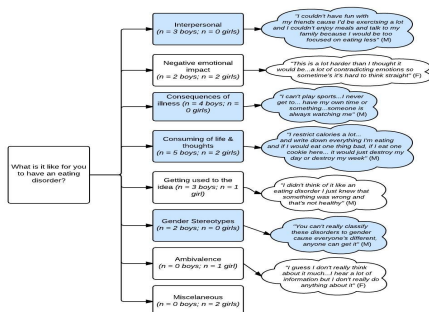 What is it like for you
to have an eating
disorder?
Interpersonal
(n = 3 boys; n = 0 girls)
"I couldn't have fun with
my friends cause I'd be exercising a lot
and I couldn't enjoy meals and talk to my
family because I would be too
focused on eating less" (M)
Negative emotional
impact
(n = 2 boys; n = 2 girls)
"This is a lot harder than I thought it
would be...a lot of contradicting emotions so
sometime's it's hard to think straight" (F)
Consequences of
illness (n = 4 boys; n =
0 girls)
"I can't play sports...I never
get to... have my own time or
something...someone is
always watching me" (M)
Consuming of life &
thoughts
(n = 5 boys; n = 2 girls)
"I restrict calories a lot...
and write down everything I'm eating
and if I would eat one thing bad, if I eat one
cookie here... it would just destroy my
day or destroy my week" (M)
Getting used to the
idea (n = 3 boys; n = 1
girl)
"I didn't think of it like an
eating disorder I just knew that
something was wrong and
that's not healthy" (M)
Gender Stereotypes
(n = 2 boys; n = 0 girls)
"You can't really classify
these disorders to gender
cause everyone's different,
anyone can get it" (M)
Ambivalence
(n = 0 boys; n = 1 girl)
"I guess I don't really think
about it much...I hear a lot of
information but I don't really do
anything about it" (F)
Miscelaneous
(n = 0 boys; n = 2 girls)